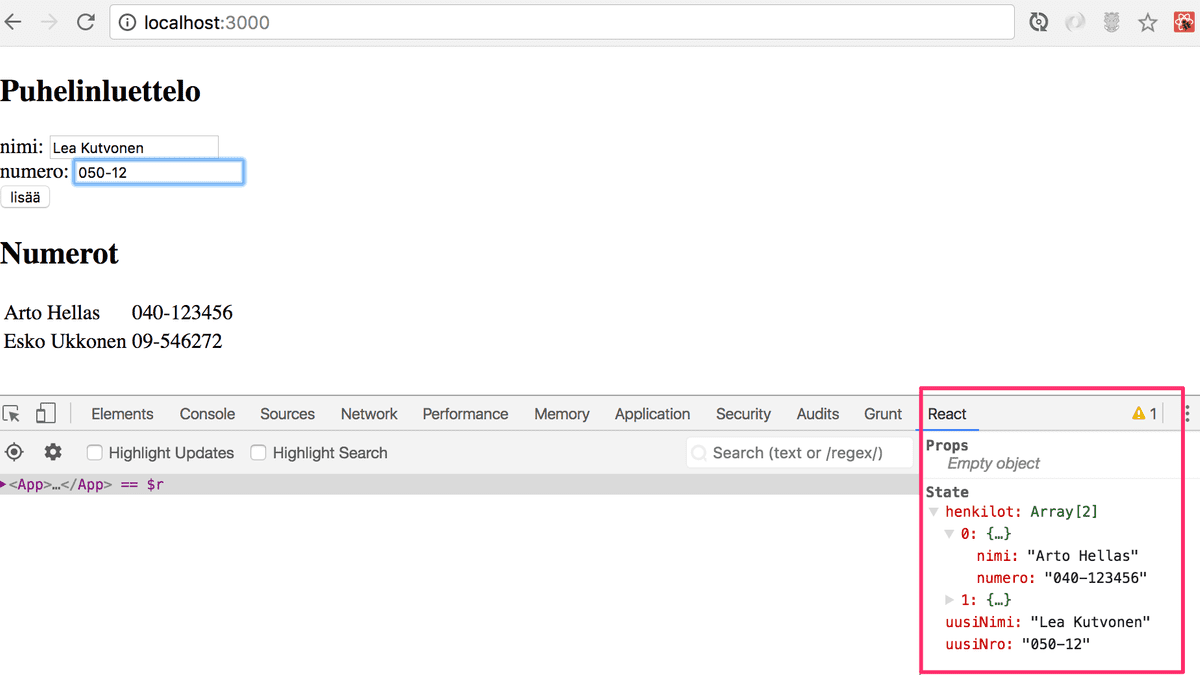 localhost:3000
Puhelinluettelo
nimi: Lea Kutvonen
numero: 050-12
lisää
Numerot
Arto Hellas 040-123456
Esko Ukkonen 09-546272
Elements Console Sources Network Performance Memory Application Security Audits Grunt React 1
Highlight Updates Highlight Search Search (text or /regex/)
<App>…</App> == $r
Props
Empty object
State
henkilot: Array[2]
0: {…}
nimi: "Arto Hellas"
numero: "040-123456"
1: {…}
uusiNimi: "Lea Kutvonen"
uusiNro: "050-12"